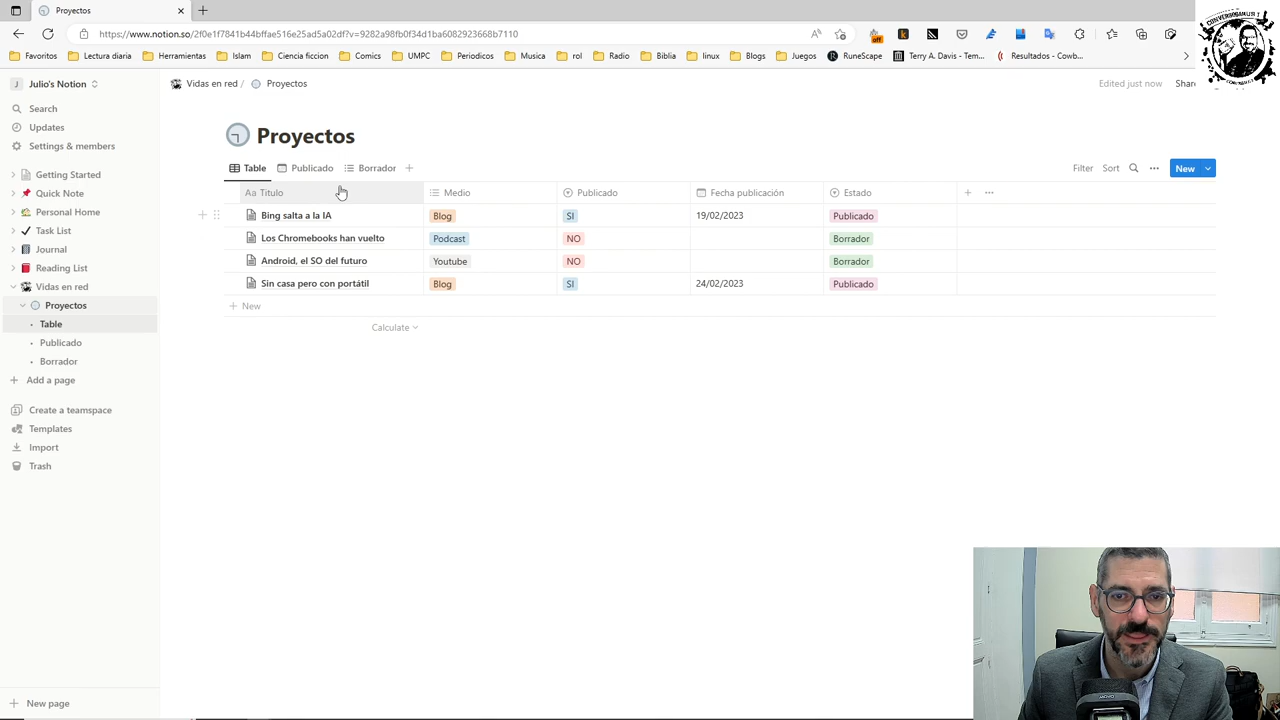 Proyectos
https://www.notion.so/2f0e1f7841b44bffae516e25ad5a02df?v=9282a98fb0f34d1ba6082923668b7110
Favoritos Lectura diaria Herramientas Islam Ciencia ficcion Comics UMPC Periodicos Musica rol Radio Biblia linux Blogs Juegos RuneScape Terry A. Davis - Tem... Resultados - Cowb...
J Julio's Notion
Vidas en red / Proyectos
Edited just now
Share
Search
Updates
Settings & members
Getting Started
Quick Note
Personal Home
Task List
Journal
Reading List
Vidas en red
Proyectos
Table
Publicado
Borrador
Add a page
Create a teamspace
Templates
Import
Trash
New page
Proyectos
Table Publicado Borrador
Filter Sort New
Aa Titulo Medio Publicado Fecha publicación Estado
Bing salta a la IA Blog SI 19/02/2023 Publicado
Los Chromebooks han vuelto Podcast NO Borrador
Android, el SO del futuro Youtube NO Borrador
Sin casa pero con portátil Blog SI 24/02/2023 Publicado
New
Calculate